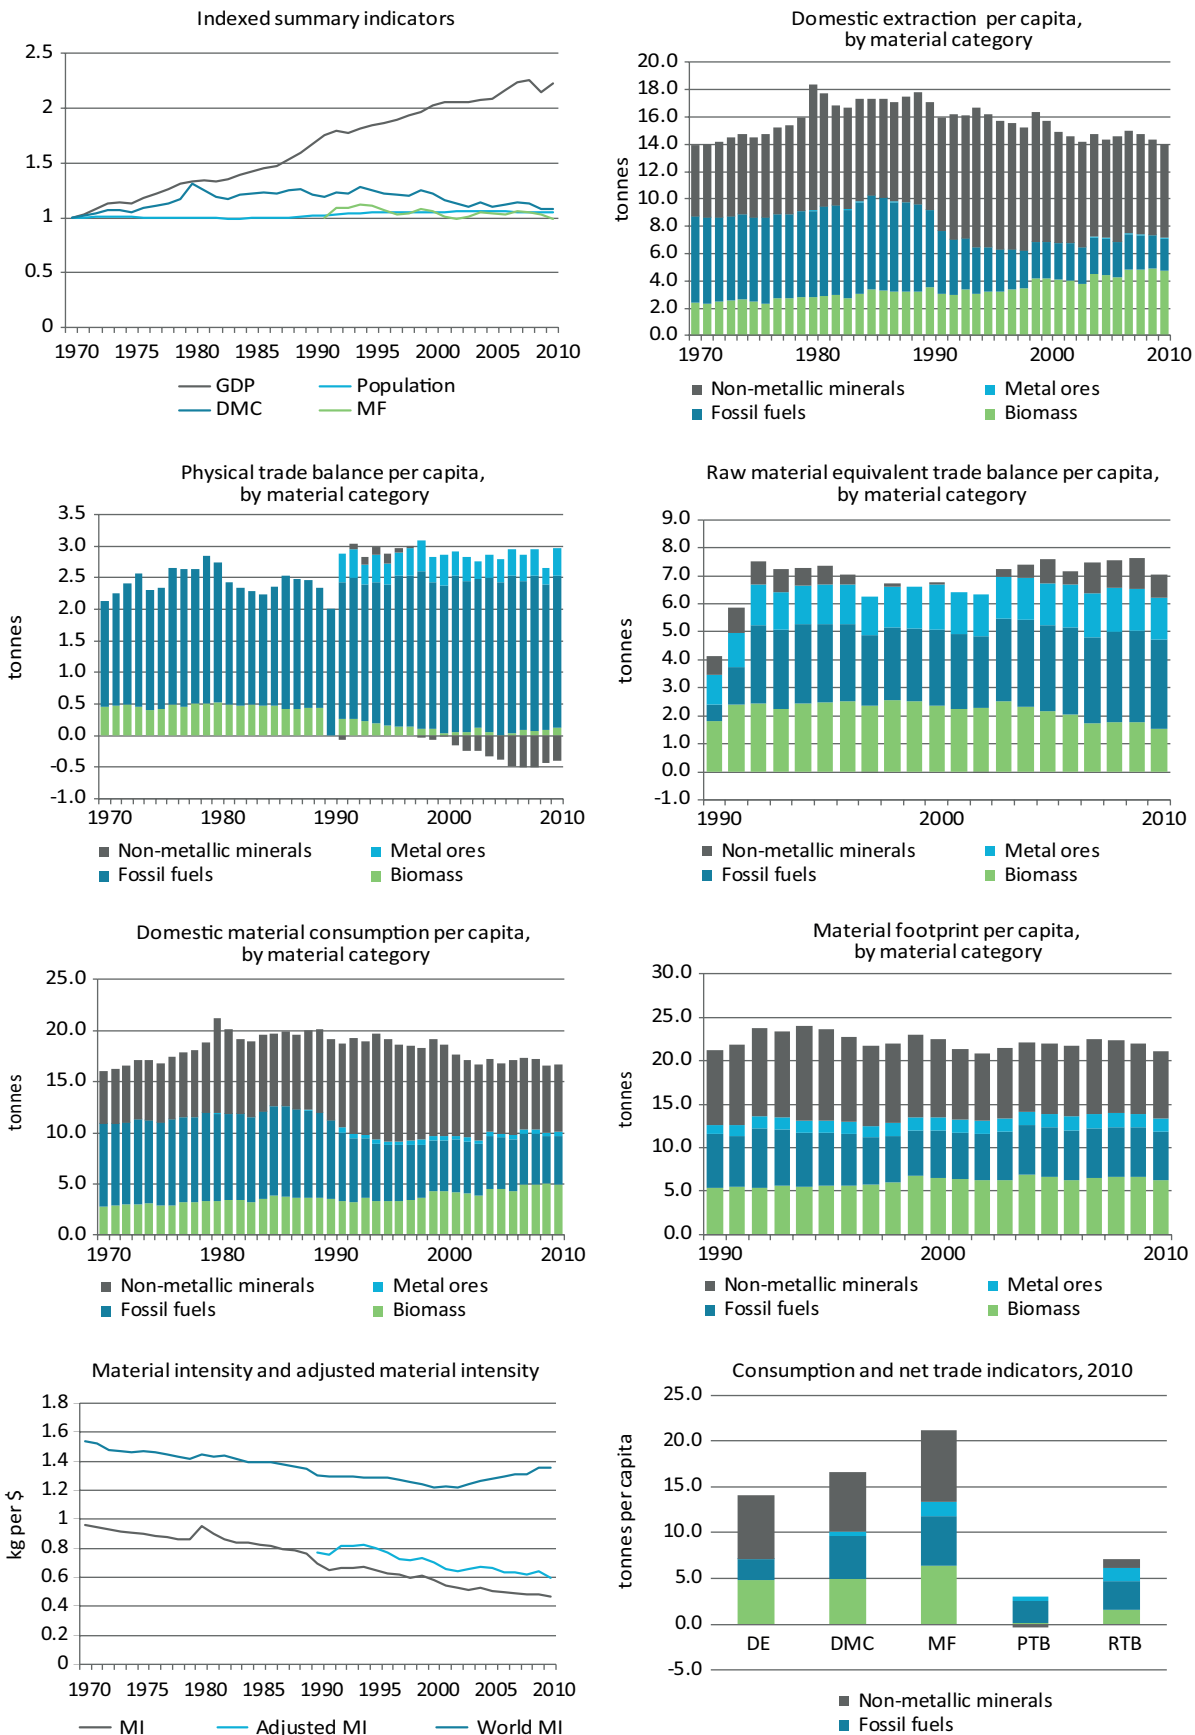 Indexed summary indicators
2.5
2
1.5
1
0.5
0
1970 1975 1980 1985 1990 1995 2000 2005 2010
GDP Population
DMC MF
Domestic extraction per capita,
by material category
tonnes
20.0
18.0
16.0
14.0
12.0
10.0
8.0
6.0
4.0
2.0
0.0
1970 1980 1990 2000 2010
Non-metallic minerals Metal ores
Fossil fuels Biomass
Physical trade balance per capita,
by material category
tonnes
3.5
3.0
2.5
2.0
1.5
1.0
0.5
0.0
-0.5
-1.0
1970 1980 1990 2000 2010
Non-metallic minerals Metal ores
Fossil fuels Biomass
Raw material equivalent trade balance per capita,
by material category
tonnes
9.0
8.0
7.0
6.0
5.0
4.0
3.0
2.0
1.0
0.0
-1.0
1990 2000 2010
Non-metallic minerals Metal ores
Fossil fuels Biomass
Domestic material consumption per capita,
by material category
tonnes
25.0
20.0
15.0
10.0
5.0
0.0
1970 1980 1990 2000 2010
Non-metallic minerals Metal ores
Fossil fuels Biomass
Material footprint per capita,
by material category
tonnes
30.0
25.0
20.0
15.0
10.0
5.0
0.0
1990 2000 2010
Non-metallic minerals Metal ores
Fossil fuels Biomass
Material intensity and adjusted material intensity
kg per $
1.8
1.6
1.4
1.2
1
0.8
0.6
0.4
0.2
0
1970 1975 1980 1985 1990 1995 2000 2005 2010
MI Adjusted MI World MI
Consumption and net trade indicators, 2010
tonnes per capita
25.0
20.0
15.0
10.0
5.0
0.0
-5.0
DE DMC MF PTB RTB
Non-metallic minerals
Fossil fuels